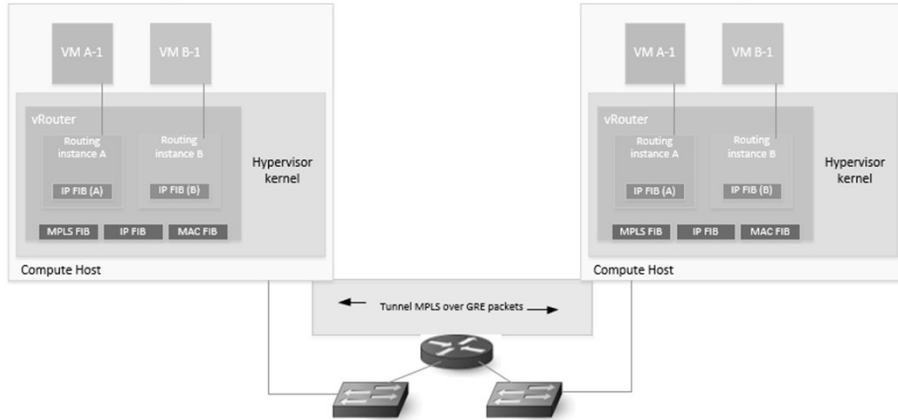 VM A-1
VM B-1
vRouter
Routing
instance A
Routing
instance B
IP FIB (A)
IP FIB (B)
Hypervisor
kernel
MPLS FIB
IP FIB
MAC FIB
Compute Host
VM A-1
VM B-1
vRouter
Routing
instance A
Routing
instance B
IP FIB (A)
IP FIB (B)
Hypervisor
kernel
MPLS FIB
IP FIB
MAC FIB
Compute Host
Tunnel MPLS over GRE packets